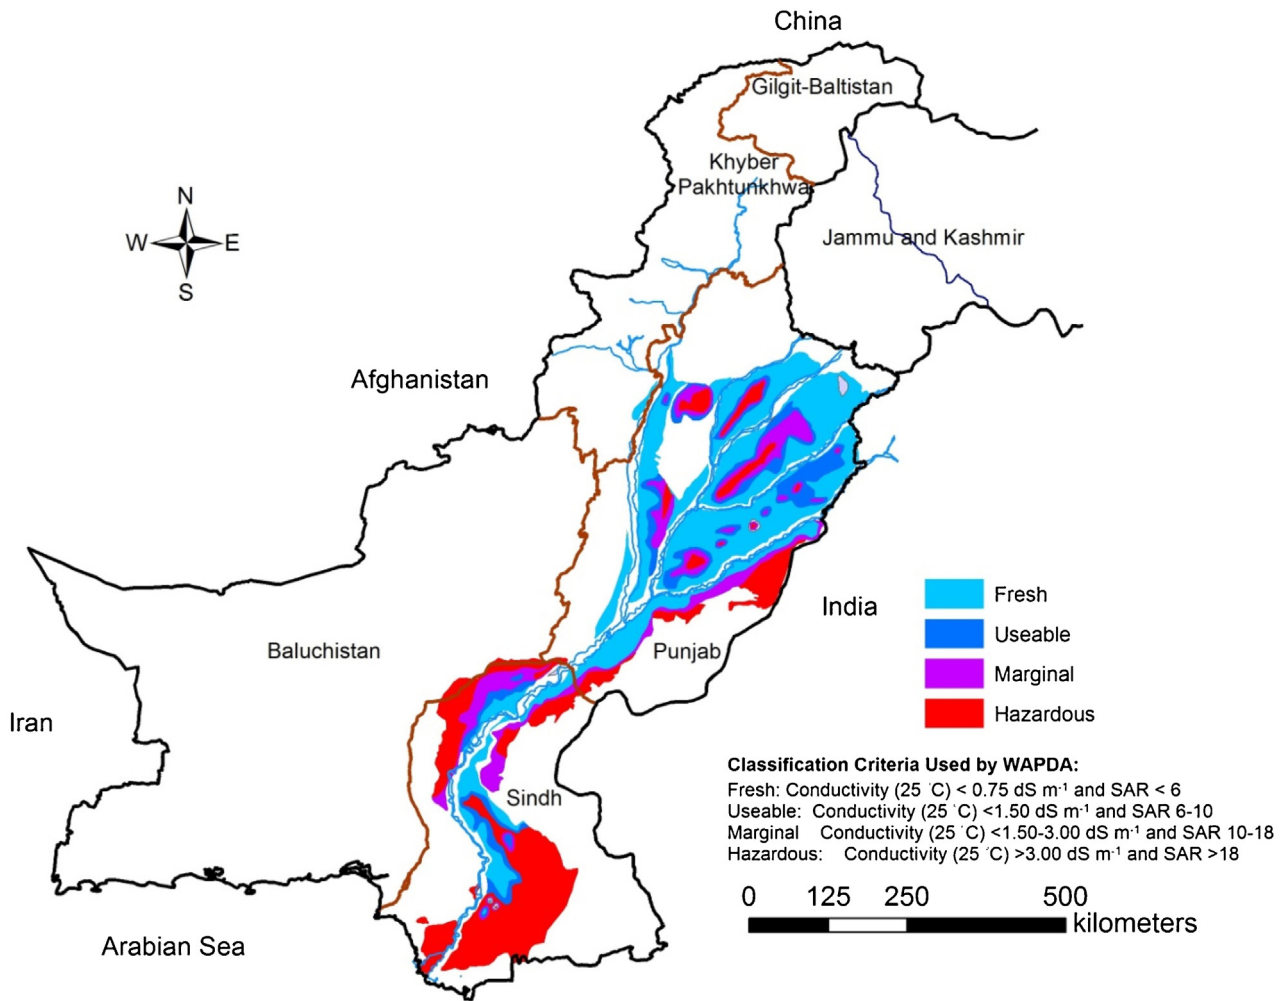 China
Gilgit-Baltistan
Khyber
Pakhtunkhwa
N
W E
S
Jammu and Kashmir
Afghanistan
India
Fresh
Useable
Baluchistan
Punjab
Marginal
Iran
Hazardous
Classification Criteria Used by WAPDA:
Fresh: Conductivity (25 ˙C) < 0.75 dS m⁻¹ and SAR < 6
Useable: Conductivity (25 ˙C) <1.50 dS m⁻¹ and SAR 6-10
Sindh
Marginal Conductivity (25 ˙C) <1.50-3.00 dS m⁻¹ and SAR 10-18
Hazardous: Conductivity (25 ˙C) >3.00 dS m⁻¹ and SAR >18
0 125 250 500
kilometers
Arabian Sea